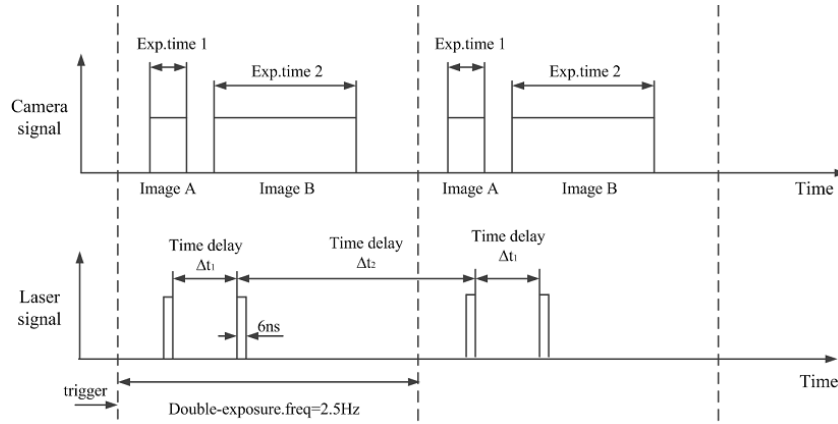 Exp.time 1
Exp.time 2
Exp.time 1
Exp.time 2
Camera
signal
Image A
Image B
Image A
Image B
Time
Time delay
Δt₁
Time delay
Δt₂
Time delay
Δt₁
Laser
signal
6ns
Time
trigger
Double-exposure.freq=2.5Hz